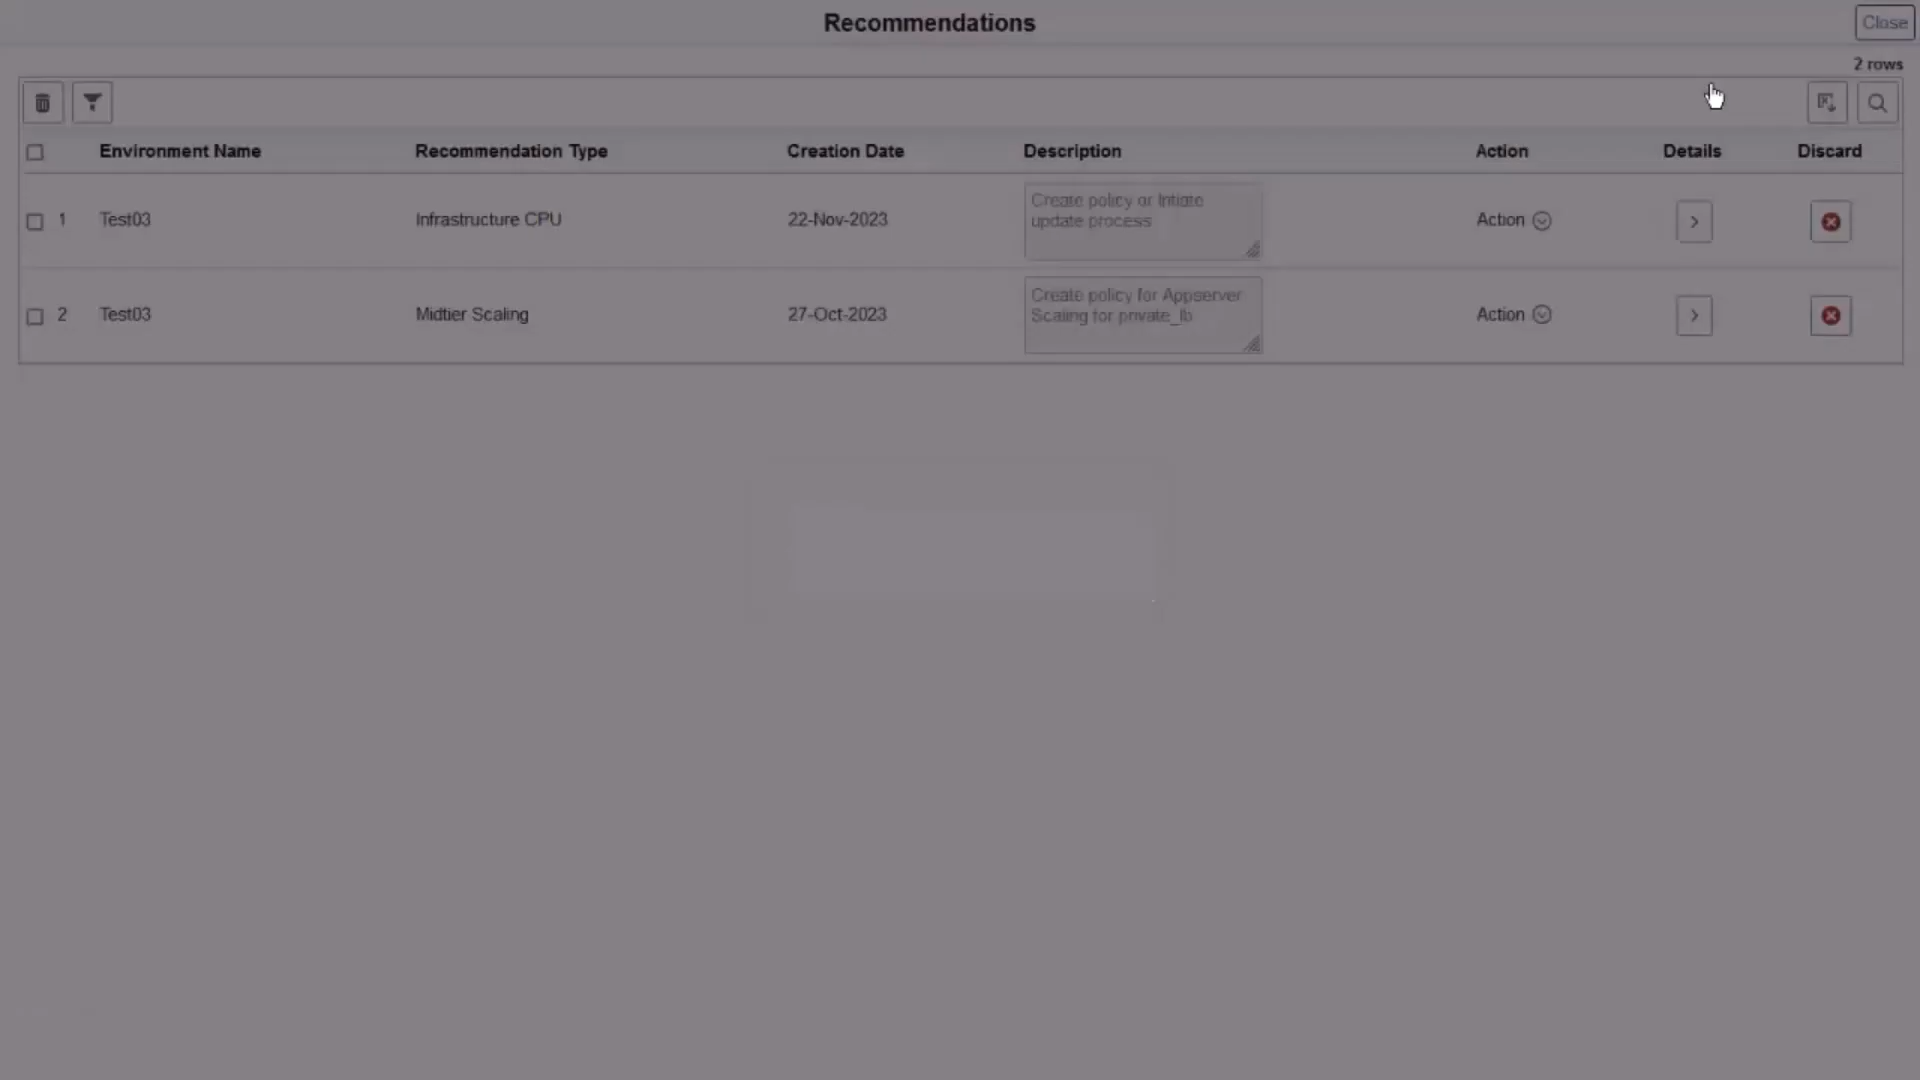 Recommendations
Close
2 rows
Environment Name Recommendation Type Creation Date Description Action Details Discard
1 Test03 Infrastructure CPU 22-Nov-2023 Create policy or Intiate Action
update process
2 Test03 Midtier Scaling 27-Oct-2023 Create policy for Appserver Action
Scaling for private_lb